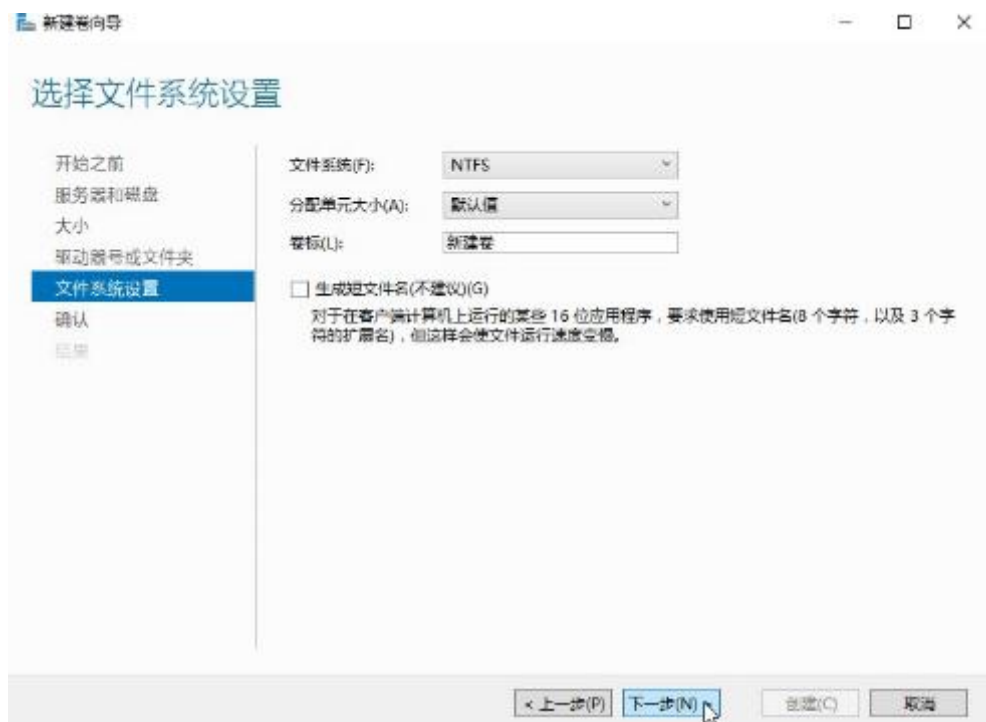 新建卷向导
选择文件系统设置
开始之前
服务器和磁盘
大小
驱动器号或文件夹
文件系统设置
确认
结果
文件系统(F):
NTFS
分配单元大小(A):
默认值
卷标(L):
新建卷
生成短文件名(不建议)(G)
对于在客户端计算机上运行的某些 16 位应用程序，要求使用短文件名(8 个字符，以及 3 个字
符的扩展名)，但这样会使文件运行速度变慢。
< 上一步(P)
下一步(N) >
创建(C)
取消